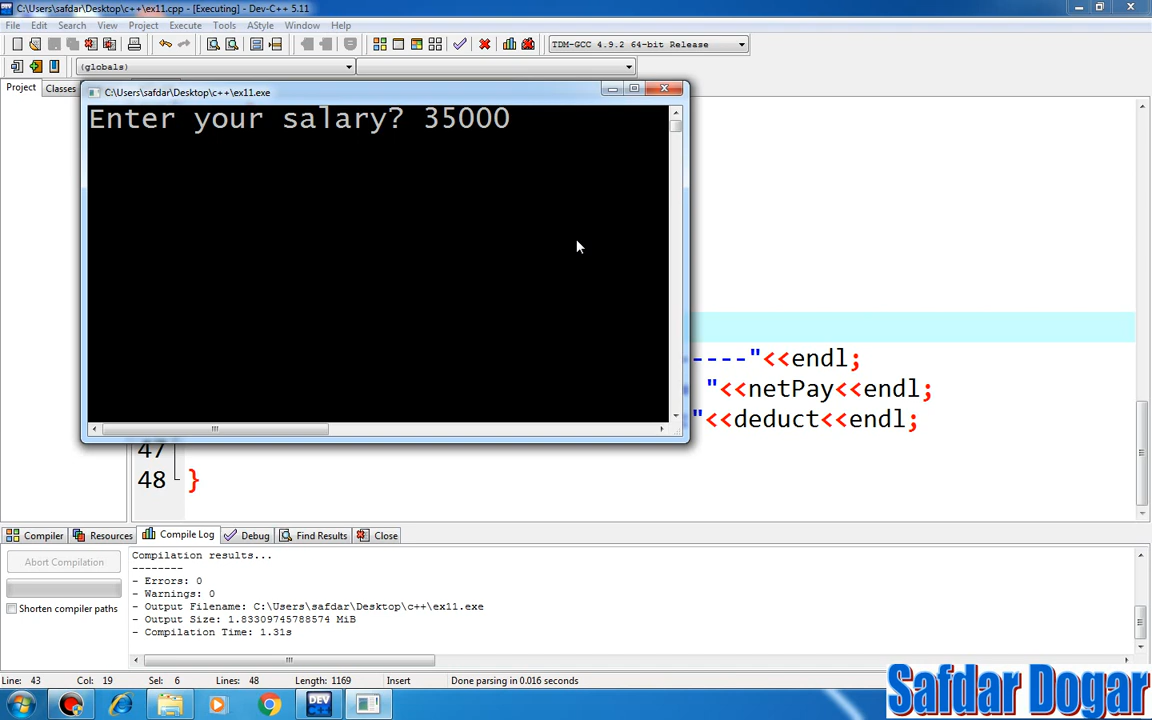 C:\Users\safdar\Desktop\c++\ex11.cpp - [Executing] - Dev-C++ 5.11
File Edit Search View Project Execute Tools AStyle Window Help
TDM-GCC 4.9.2 64-bit Release
(globals)
Project Classes
C:\Users\safdar\Desktop\c++\ex11.exe
Enter your salary? 35000
----"<<endl;
"<<netPay<<endl;
"<<deduct<<endl;
47
48 }
Compiler Resources Compile Log Debug Find Results Close
Abort Compilation
Shorten compiler paths
Compilation results...
--------
- Errors: 0
- Warnings: 0
- Output Filename: C:\Users\safdar\Desktop\c++\ex11.exe
- Output Size: 1.83309745788574 MiB
- Compilation Time: 1.31s
Line: 43 Col: 19 Sel: 6 Lines: 48 Length: 1169 Insert Done parsing in 0.016 seconds
DEV
Safdar Dogar